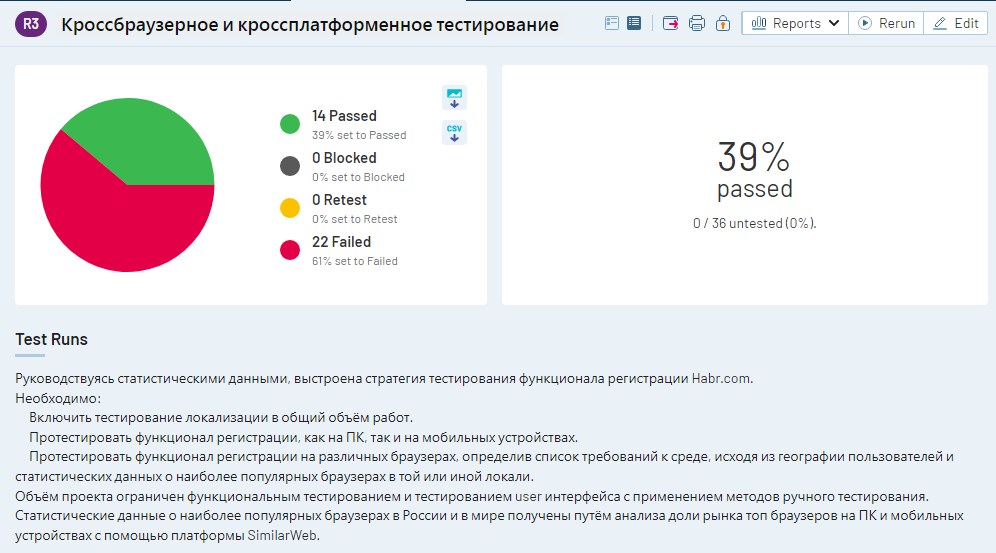 R3 Кроссбраузерное и кроссплатформенное тестирование
Reports Rerun Edit
14 Passed
39% set to Passed
CSV
0 Blocked
0% set to Blocked
0 Retest
0% set to Retest
22 Failed
61% set to Failed
39%
passed
0 / 36 untested (0%).
Test Runs
Руководствуясь статистическими данными, выстроена стратегия тестирования функционала регистрации Habr.com.
Необходимо:
Включить тестирование локализации в общий объём работ.
Протестировать функционал регистрации, как на ПК, так и на мобильных устройствах.
Протестировать функционал регистрации на различных браузерах, определив список требований к среде, исходя из географии пользователей и
статистических данных о наиболее популярных браузерах в той или иной локали.
Объём проекта ограничен функциональным тестированием и тестированием user интерфейса с применением методов ручного тестирования.
Статистические данные о наиболее популярных браузерах в России и в мире получены путём анализа доли рынка топ браузеров на ПК и мобильных
устройствах с помощью платформы SimilarWeb.